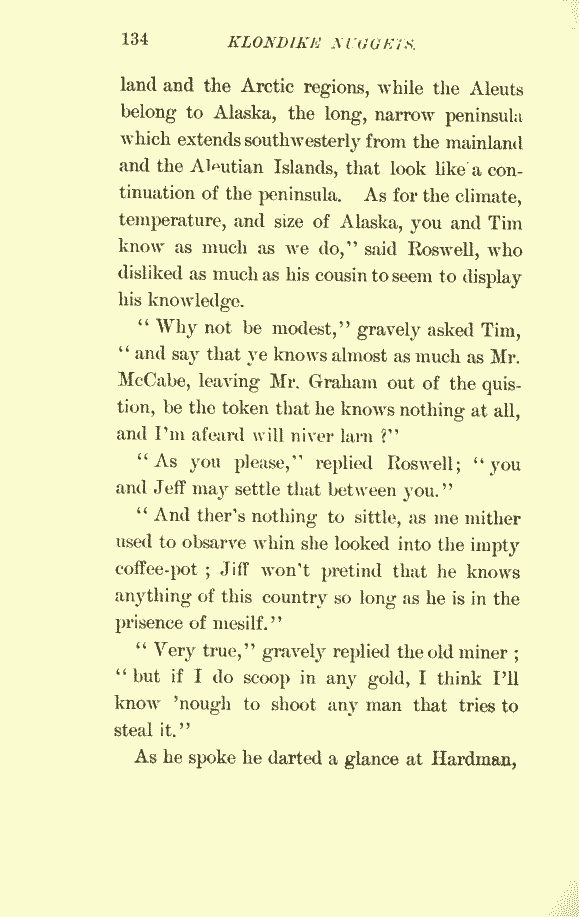 134 KLONDIKE NUGGETS.
land and the Arctic regions, while the Aleuts
belong to Alaska, the long, narrow peninsula
which extends southwesterly from the mainland
and the Aleutian Islands, that look like a con-
tinuation of the peninsula. As for the climate,
temperature, and size of Alaska, you and Tim
know as much as we do,” said Roswell, who
disliked as much as his cousin to seem to display
his knowledge.
“ Why not be modest,” gravely asked Tim,
“ and say that ye knows almost as much as Mr.
McCabe, leaving Mr. Graham out of the quis-
tion, be the token that he knows nothing at all,
and I’m afeard will niver larn ?”
“ As you please,” replied Roswell; “ you
and Jeff may settle that between you.”
“ And ther’s nothing to sittle, as me mither
used to obsarve whin she looked into the impty
coffee-pot ; Jiff won’t pretind that he knows
anything of this country so long as he is in the
prisence of mesilf.”
“ Very true,” gravely replied the old miner ;
“ but if I do scoop in any gold, I think I’ll
know ’nough to shoot any man that tries to
steal it.”
As he spoke he darted a glance at Hardman,